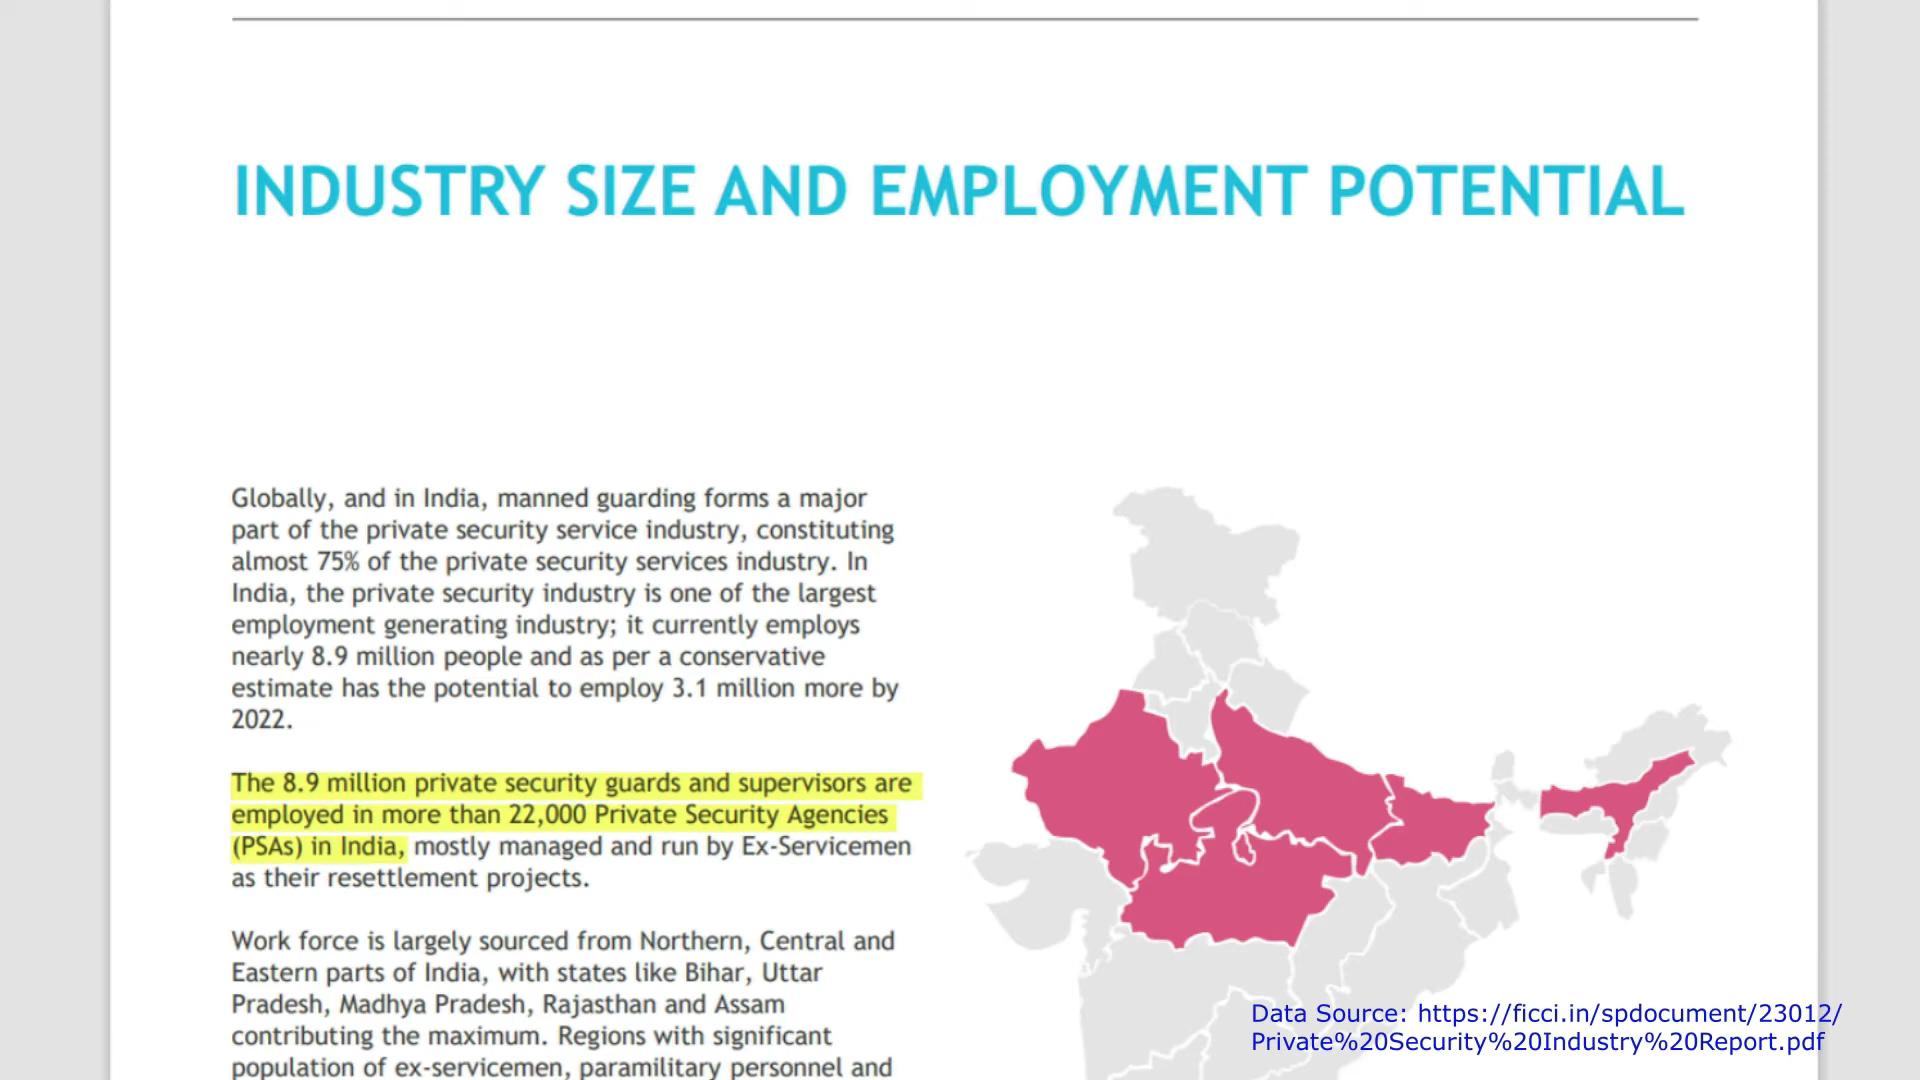 INDUSTRY SIZE AND EMPLOYMENT POTENTIAL
Globally, and in India, manned guarding forms a major
part of the private security service industry, constituting
almost 75% of the private security services industry. In
India, the private security industry is one of the largest
employment generating industry; it currently employs
nearly 8.9 million people and as per a conservative
estimate has the potential to employ 3.1 million more by
2022.
The 8.9 million private security guards and supervisors are
employed in more than 22,000 Private Security Agencies
(PSAs) in India, mostly managed and run by Ex-Servicemen
as their resettlement projects.
Work force is largely sourced from Northern, Central and
Eastern parts of India, with states like Bihar, Uttar
Pradesh, Madhya Pradesh, Rajasthan and Assam
contributing the maximum. Regions with significant
population of ex-servicemen, paramilitary personnel and
Data Source: https://ficci.in/spdocument/23012/
Private%20Security%20Industry%20Report.pdf